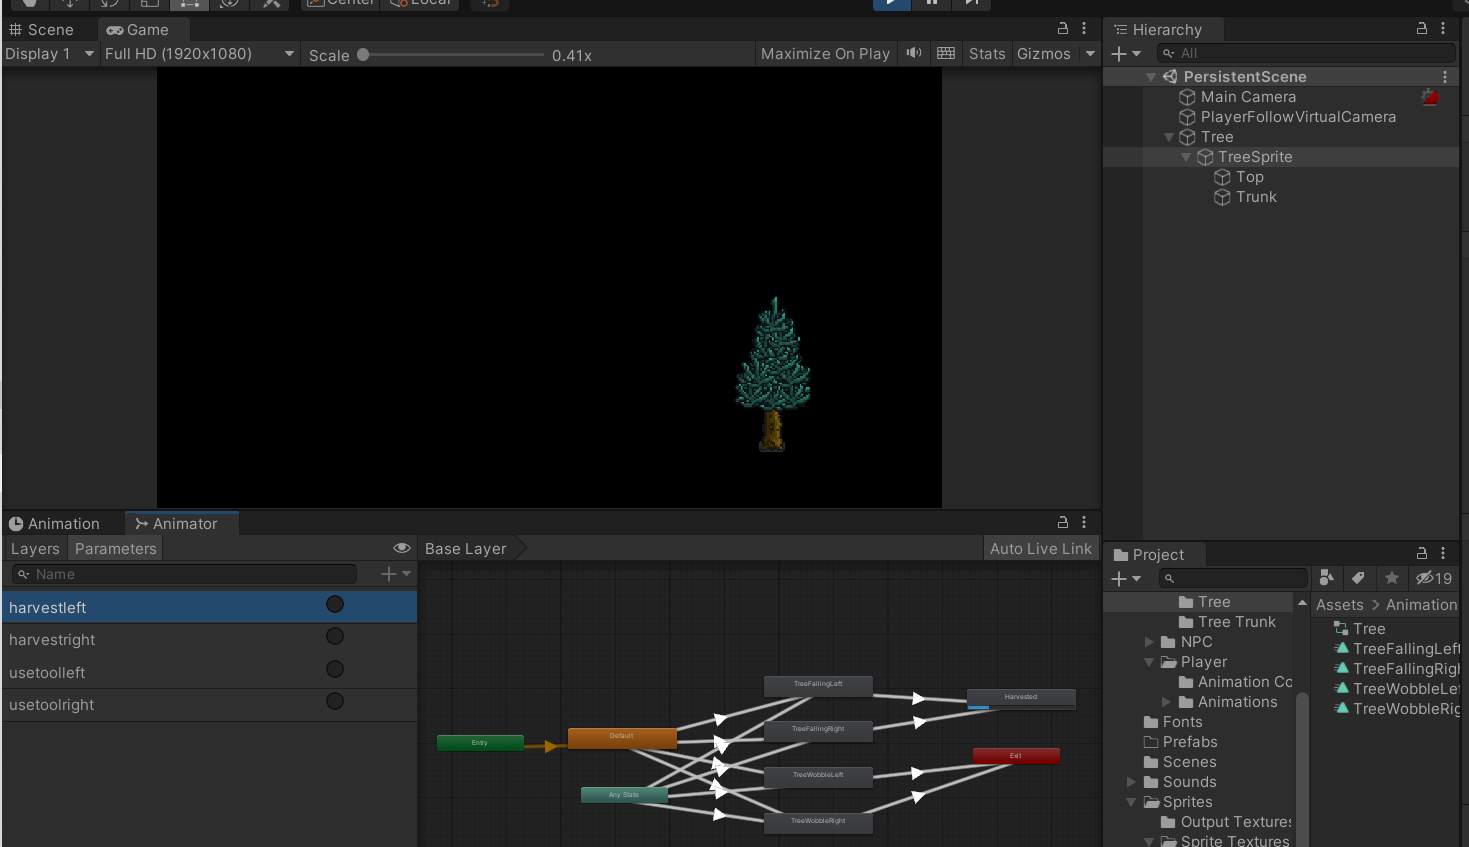 Center
Local
Scene
Game
Display 1
Full HD (1920x1080)
Scale
0.41x
Maximize On Play
Stats
Gizmos
Hierarchy
All
PersistentScene
Main Camera
PlayerFollowVirtualCamera
Tree
TreeSprite
Top
Trunk
Animation
Animator
Layers
Parameters
Base Layer
Auto Live Link
Name
harvestleft
harvestright
usetoolleft
usetoolright
Entry
Default
Any State
TreeFallingLeft
TreeFallingRight
TreeWobbleLeft
TreeWobbleRight
Harvested
Exit
Project
19
Tree
Tree Trunk
NPC
Player
Animation Co
Animations
Fonts
Prefabs
Scenes
Sounds
Sprites
Output Textures
Sprite Textures
Assets > Animation
Tree
TreeFallingLeft
TreeFallingRigh
TreeWobbleLe
TreeWobbleRig